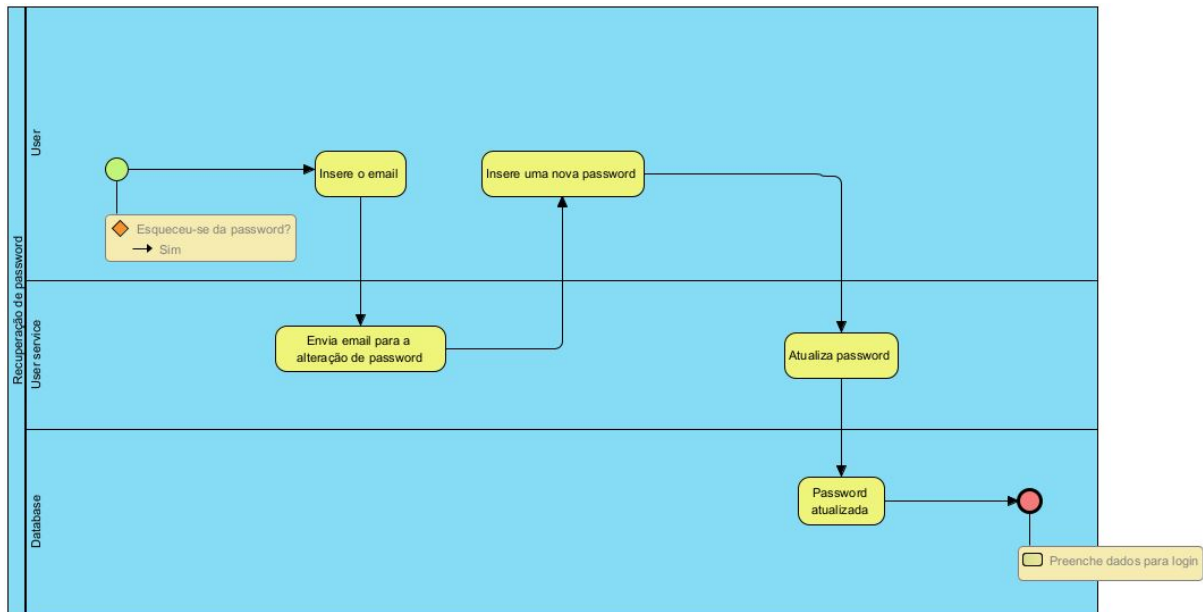 Recuperação de password
User
Insere o email
Insere uma nova password
Esqueceu-se da password?
Sim
User service
Envia email para a
alteração de password
Atualiza password
Database
Password
atualizada
Preenche dados para login